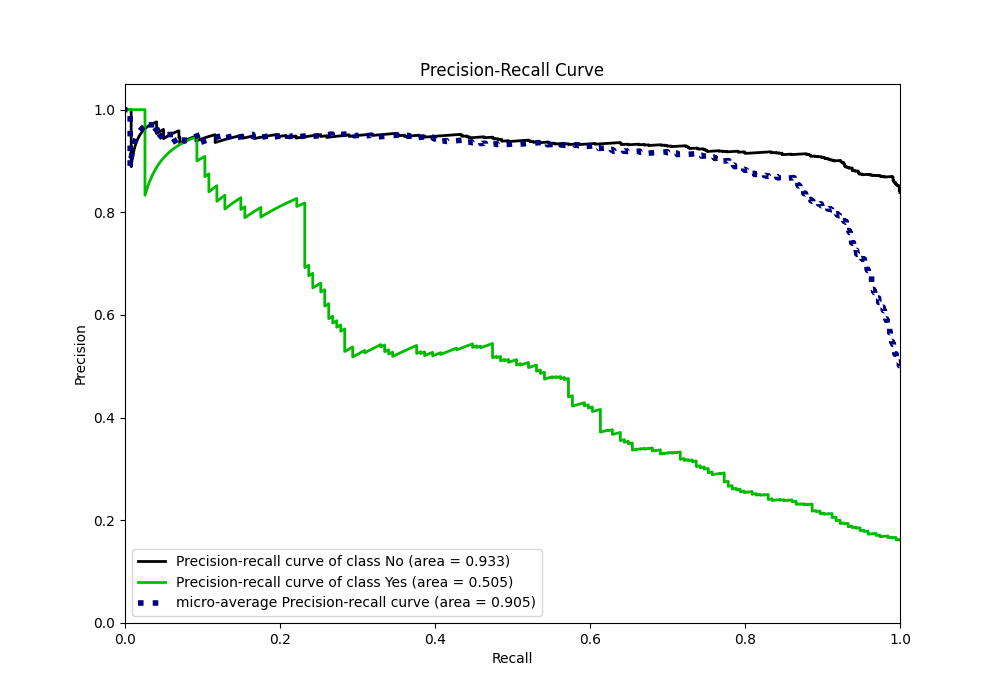 Precision-Recall Curve
1.0
0.8
0.6
0.4
0.2
0.0
Precision
Precision-recall curve of class No (area = 0.933)
Precision-recall curve of class Yes (area = 0.505)
micro-average Precision-recall curve (area = 0.905)
0.0 0.2 0.4 0.6 0.8 1.0
Recall